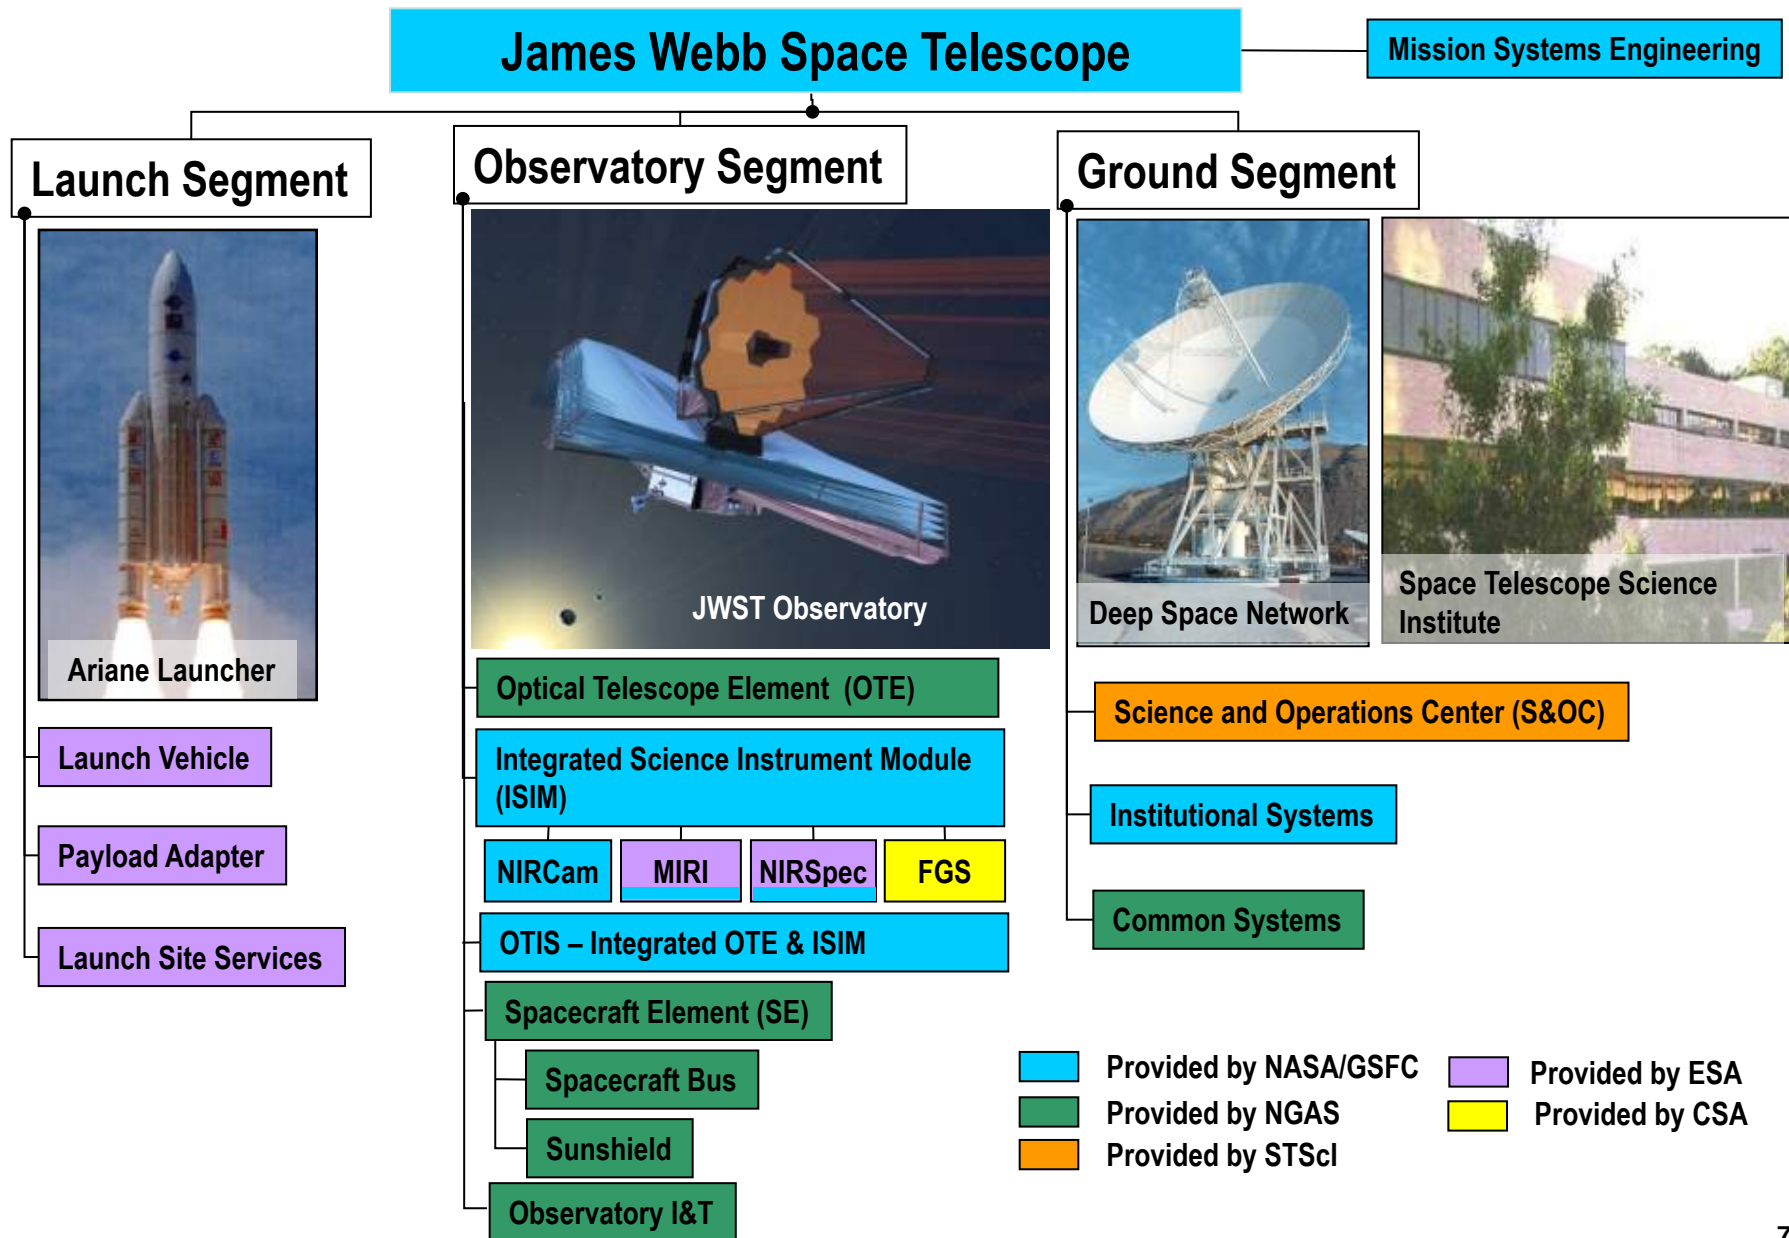 James Webb Space Telescope
Mission Systems Engineering
Launch Segment
Observatory Segment
Ground Segment
Ariane Launcher
JWST Observatory
Deep Space Network
Space Telescope Science
Institute
Launch Vehicle
Payload Adapter
Launch Site Services
Optical Telescope Element (OTE)
Integrated Science Instrument Module
(ISIM)
NIRCam
MIRI
NIRSpec
FGS
OTIS – Integrated OTE & ISIM
Spacecraft Element (SE)
Spacecraft Bus
Sunshield
Observatory I&T
Science and Operations Center (S&OC)
Institutional Systems
Common Systems
Provided by NASA/GSFC
Provided by NGAS
Provided by STScI
Provided by ESA
Provided by CSA
7